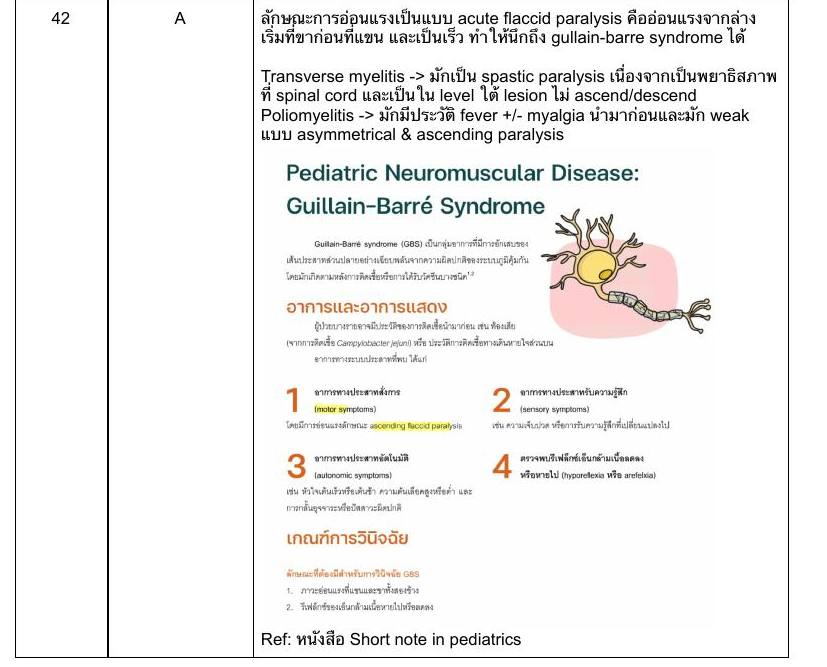 42
A
ลักษณะการอ่อนแรงเป็นแบบ acute flaccid paralysis คืออ่อนแรงจากล่าง
เริ่มที่ขาก่อนที่แขน และเป็นเร็ว ทำให้นึกถึง gullain-barre syndrome ได้
Transverse myelitis -> มักเป็น spastic paralysis เนื่องจากเป็นพยาธิสภาพ
ที่ spinal cord และเป็นใน level ใต้ lesion ไม่ ascend/descend
Poliomyelitis -> มักมีประวัติ fever +/- myalgia นำมาก่อนและมัก weak
แบบ asymmetrical & ascending paralysis
Pediatric Neuromuscular Disease:
Guillain-Barré Syndrome
Guillain-Barré syndrome (GBS) เป็นกลุ่มอาการที่มีการอักเสบของ
เส้นประสาทส่วนปลายอย่างเฉียบพลันจากความผิดปกติของระบบภูมิคุ้มกัน
โดยมักเกิดตามหลังการติดเชื้อหรือการได้รับวัคซีนบางชนิด1,2
อาการและอาการแสดง
ผู้ป่วยบางรายอาจมีประวัติของการติดเชื้อนำมาก่อน เช่น ท้องเสีย
(จากการติดเชื้อ Campylobacter jejuni) หรือ ประวัติการติดเชื้อทางเดินหายใจส่วนบน
อาการทางระบบประสาทที่พบ ได้แก่
1 อาการทางประสาทสั่งการ
(motor symptoms)
โดยมีการอ่อนแรงลักษณะ ascending flaccid paralysis
2 อาการทางประสาทรับความรู้สึก
(sensory symptoms)
เช่น ความเจ็บปวด หรือการรับความรู้สึกที่เปลี่ยนแปลงไป
3 อาการทางประสาทอัตโนมัติ
(autonomic symptoms)
เช่น หัวใจเต้นเร็วหรือเต้นช้า ความดันเลือดสูงหรือต่ำ และ
การกลั้นอุจจาระหรือปัสสาวะผิดปกติ
4 ตรวจพบรีเฟล็กซ์เอ็นกล้ามเนื้อลดลง
หรือหายไป (hyporeflexia หรือ arefelxia)
เกณฑ์การวินิจฉัย
ลักษณะที่ต้องมีสำหรับการวินิจฉัย GBS
1. ภาวะอ่อนแรงที่แขนและขาทั้งสองข้าง
2. รีเฟล็กซ์ของเอ็นกล้ามเนื้อหายไปหรือลดลง
Ref: หนังสือ Short note in pediatrics